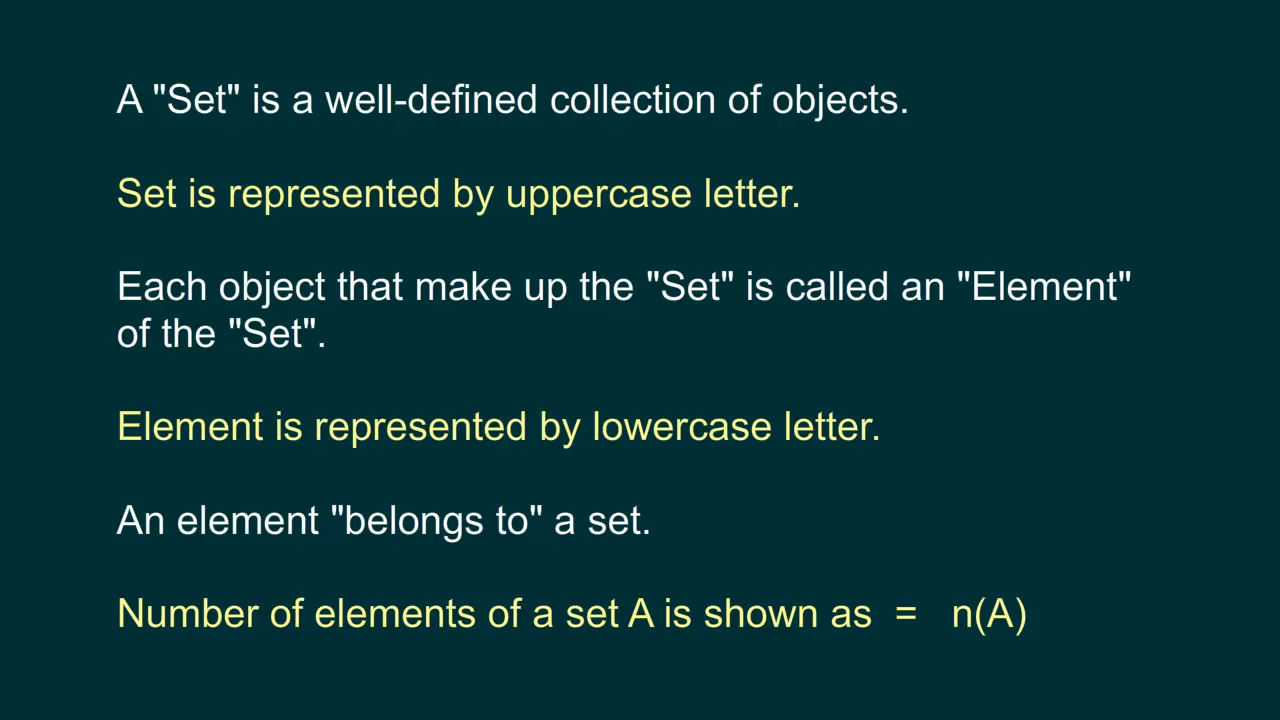 A "Set" is a well-defined collection of objects.
Set is represented by uppercase letter.
Each object that make up the "Set" is called an "Element"
of the "Set".
Element is represented by lowercase letter.
An element "belongs to" a set.
Number of elements of a set A is shown as = n(A)